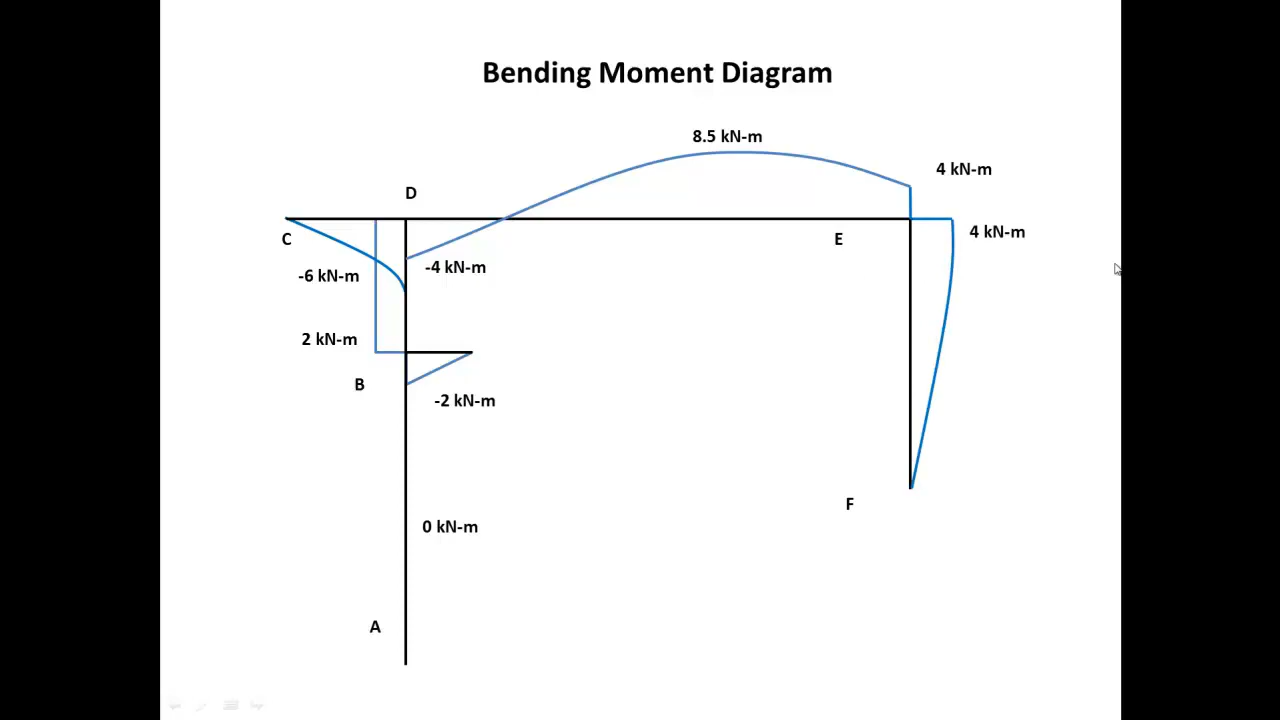 Bending Moment Diagram
8.5 kN-m
4 kN-m
D
C
E
4 kN-m
-6 kN-m
-4 kN-m
2 kN-m
B
-2 kN-m
F
0 kN-m
A